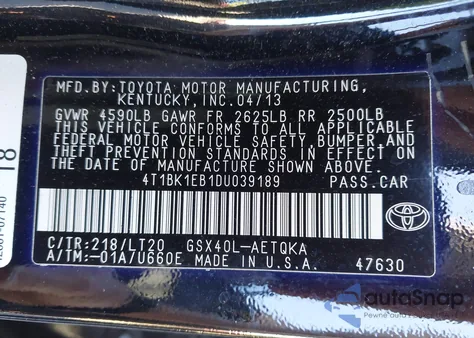 MFD.BY:TOYOTA MOTOR MANUFACTURING,
KENTUCKY, INC. 04/13
GVWR 4590LB GAWR FR 2625LB RR 2500LB
THIS VEHICLE CONFORMS TO ALL APPLICABLE
FEDERAL MOTOR VEHICLE SAFETY, BUMPER, AND
THEFT PREVENTION STANDARDS IN EFFECT ON THE
DATE OF MANUFACTURE SHOWN ABOVE.
4T1BK1EB1DU039189 PASS.CAR
C/TR:218/LT20 GSX40L-AETQKA
A/TM:-01A/U660E MADE IN U.S.A. 47630
TOYOTA
18
autoSnap